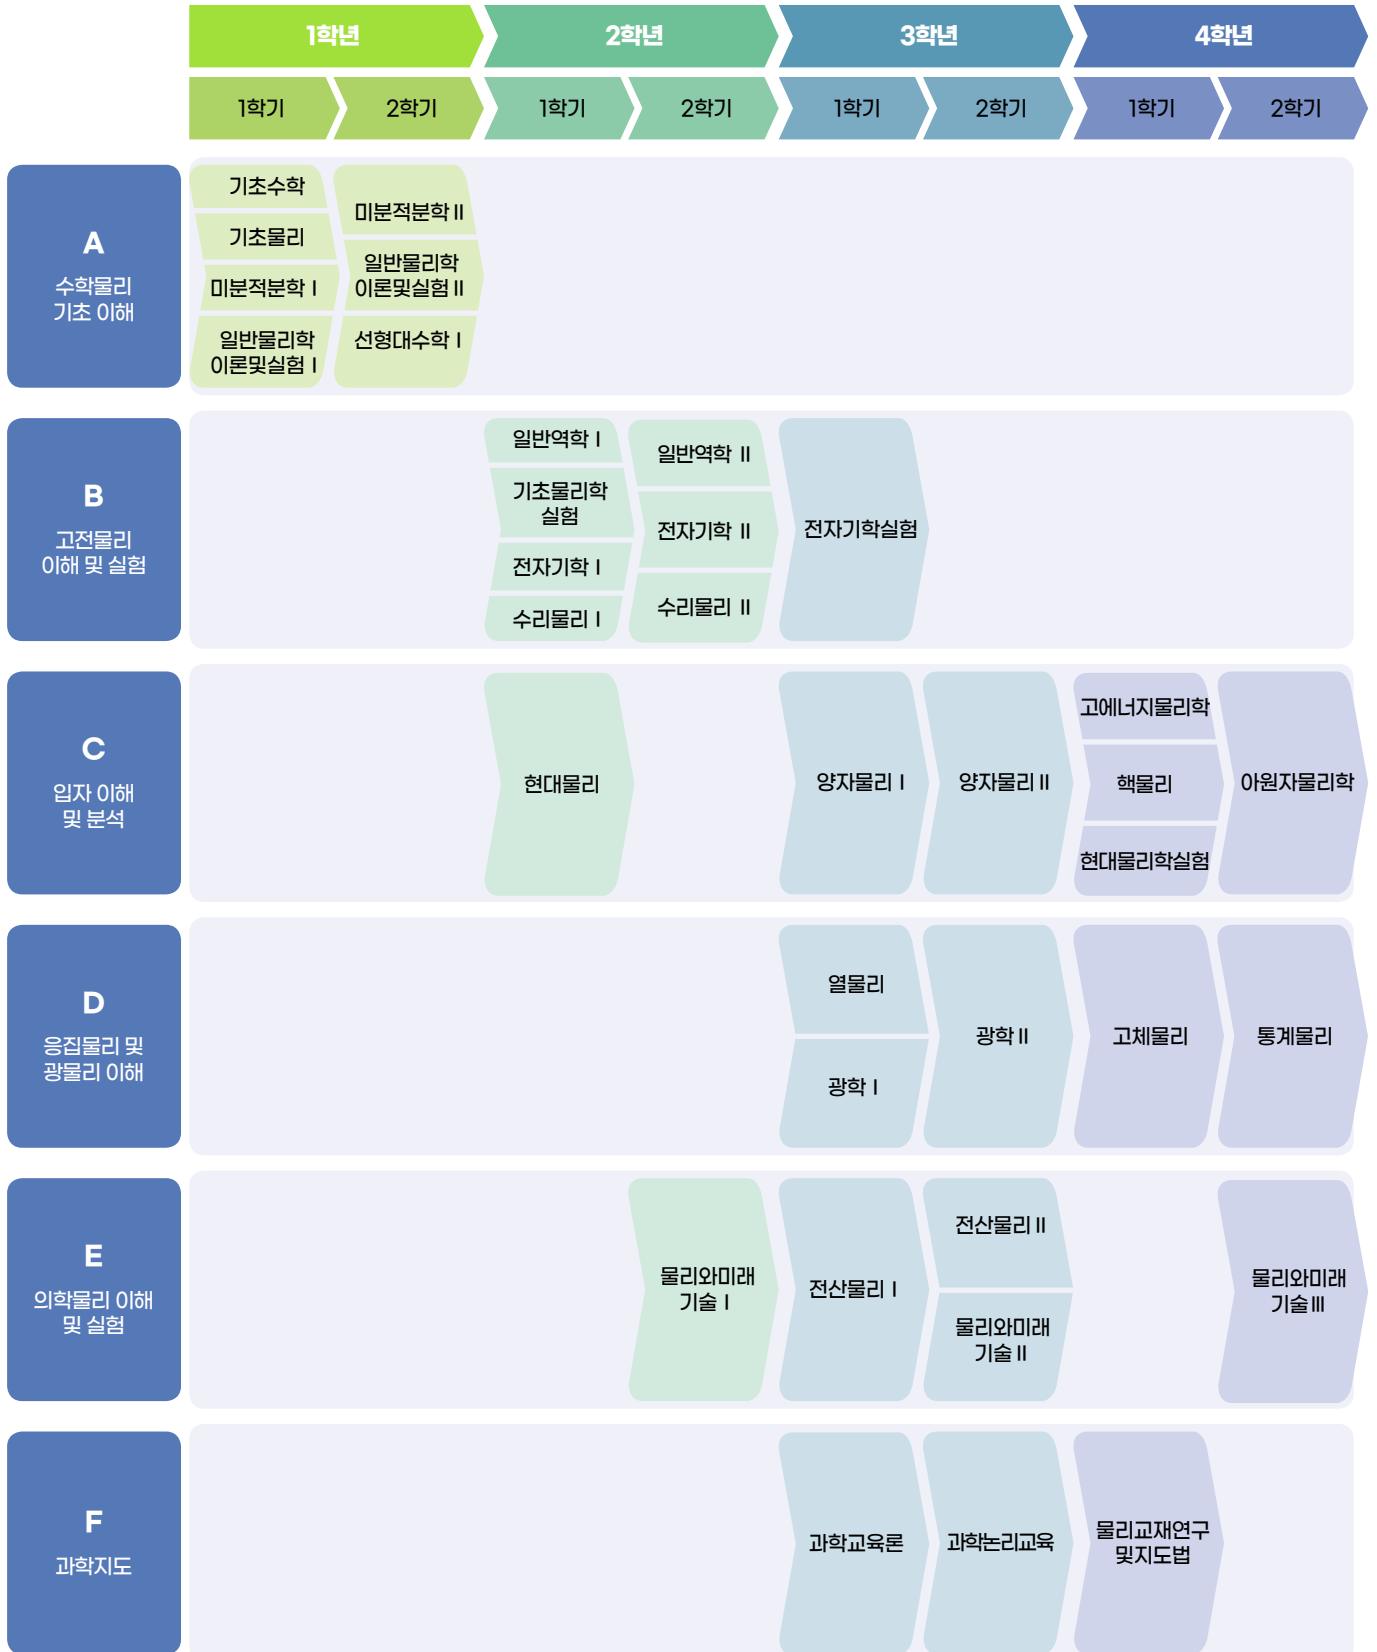 1학년
2학년
3학년
4학년
1학기
2학기
1학기
2학기
1학기
2학기
1학기
2학기
A
수학물리
기초 이해
기초수학
기초물리
미분적분학 I
일반물리학
이론및실험 I
미분적분학 II
일반물리학
이론및실험 II
선형대수학 I
B
고전물리
이해 및 실험
일반역학 I
기초물리학
실험
전자기학 I
수리물리 I
일반역학 II
전자기학 II
수리물리 II
전자기학실험
C
입자 이해
및 분석
현대물리
양자물리 I
양자물리 II
고에너지물리학
핵물리
현대물리학실험
아원자물리학
D
응집물리 및
광물리 이해
열물리
광학 I
광학 II
고체물리
통계물리
E
의학물리 이해
및 실험
물리와미래
기술 I
전산물리 I
전산물리 II
물리와미래
기술 II
물리와미래
기술 III
F
과학지도
과학교육론
과학논리교육
물리교재연구
및지도법